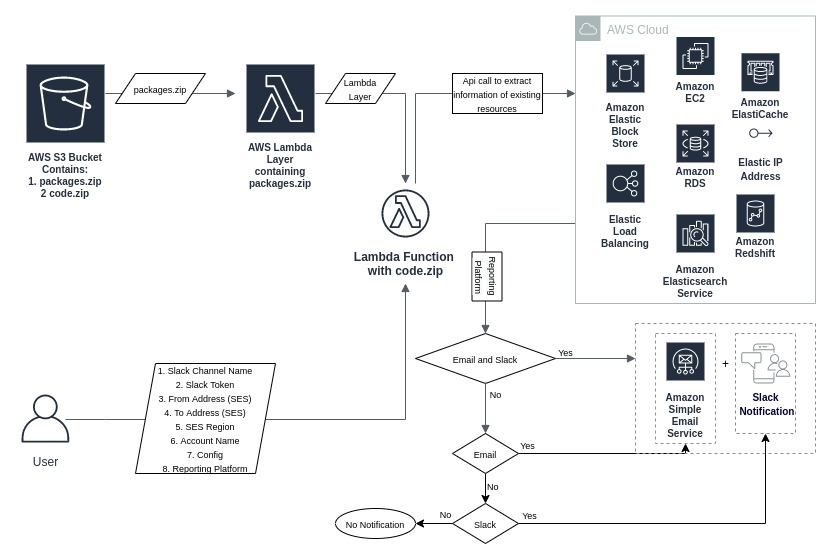 AWS Cloud
packages.zip
Lambda
Layer
Api call to extract
information of existing
resources
AWS S3 Bucket
Contains:
1. packages.zip
2 code.zip
AWS Lambda
Layer
containing
packages.zip
Amazon
Elastic
Block
Store
Amazon
EC2
Amazon
ElastiCache
Amazon
RDS
Elastic IP
Address
Elastic
Load
Balancing
Amazon
Redshift
Amazon
Elasticsearch
Service
Lambda Function
with code.zip
Reporting
Platform
Email and Slack
Yes
No
Amazon
Simple
Email
Service
+
Slack
Notification
User
1. Slack Channel Name
2. Slack Token
3. From Address (SES)
4. To Address (SES)
5. SES Region
6. Account Name
7. Config
8. Reporting Platform
Email
Yes
No
Slack
Yes
No
No Notification